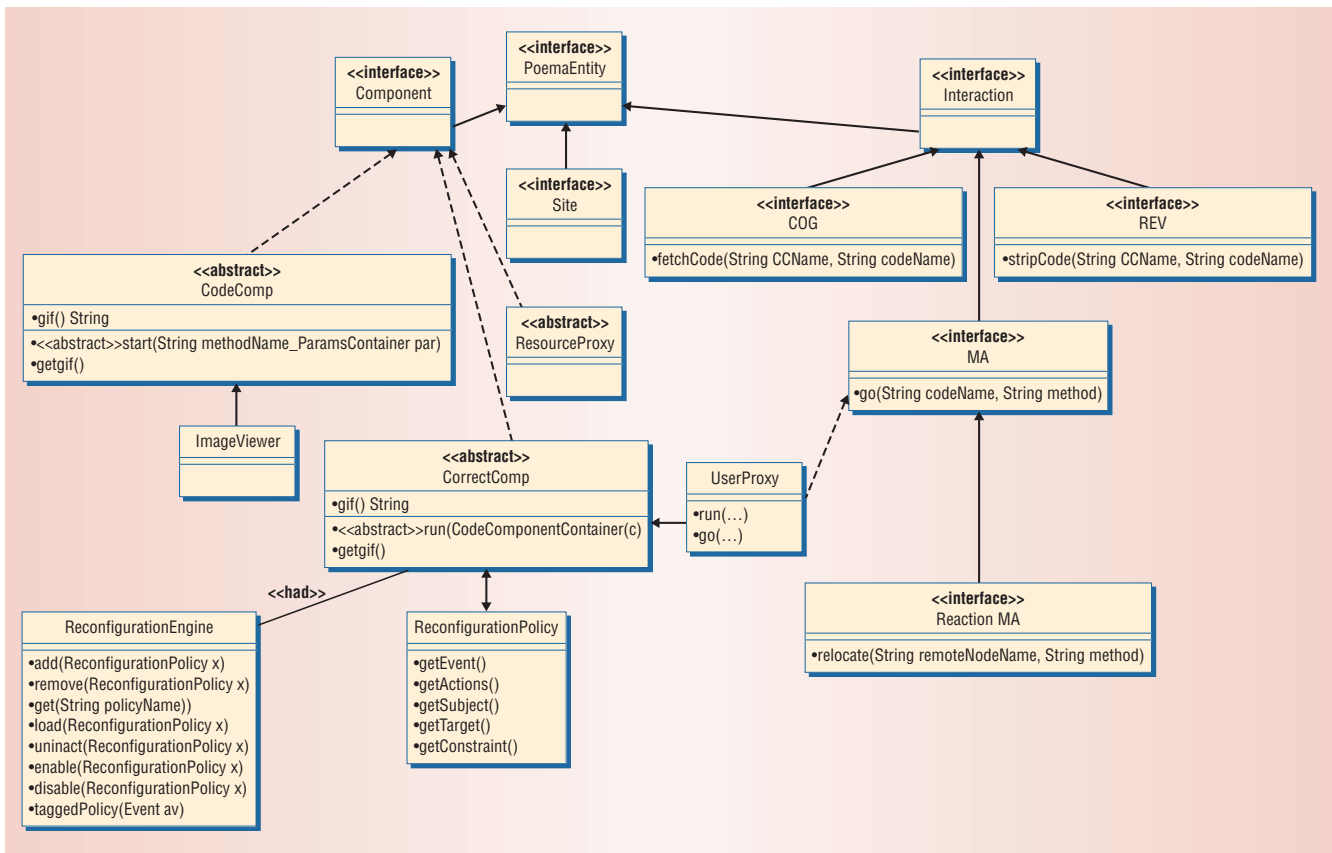 <<interface>>
PoemaEntity
<<interface>>
Component
<<interface>>
Interaction
<<interface>>
Site
<<interface>>
COG
•fetchCode(String CCName, String codeName)
<<interface>>
REV
•stripCode(String CCName, String codeName)
<<abstract>>
CodeComp
•gif() String
•<<abstract>>start(String methodName_ParamsContainer par)
•getgif()
<<abstract>>
ResourceProxy
<<interface>>
MA
•go(String codeName, String method)
ImageViewer
<<abstract>>
CorrectComp
•gif() String
•<<abstract>>run(CodeComponentContainer(c)
•getgif()
UserProxy
•run(…)
•go(…)
<<had>>
ReconfigurationEngine
•add(ReconfigurationPolicy x)
•remove(ReconfigurationPolicy x)
•get(String policyName))
•load(ReconfigurationPolicy x)
•uninact(ReconfigurationPolicy x)
•enable(ReconfigurationPolicy x)
•disable(ReconfigurationPolicy x)
•taggedPolicy(Event av)
ReconfigurationPolicy
•getEvent()
•getActions()
•getSubject()
•getTarget()
•getConstraint()
<<interface>>
Reaction MA
•relocate(String remoteNodeName, String method)